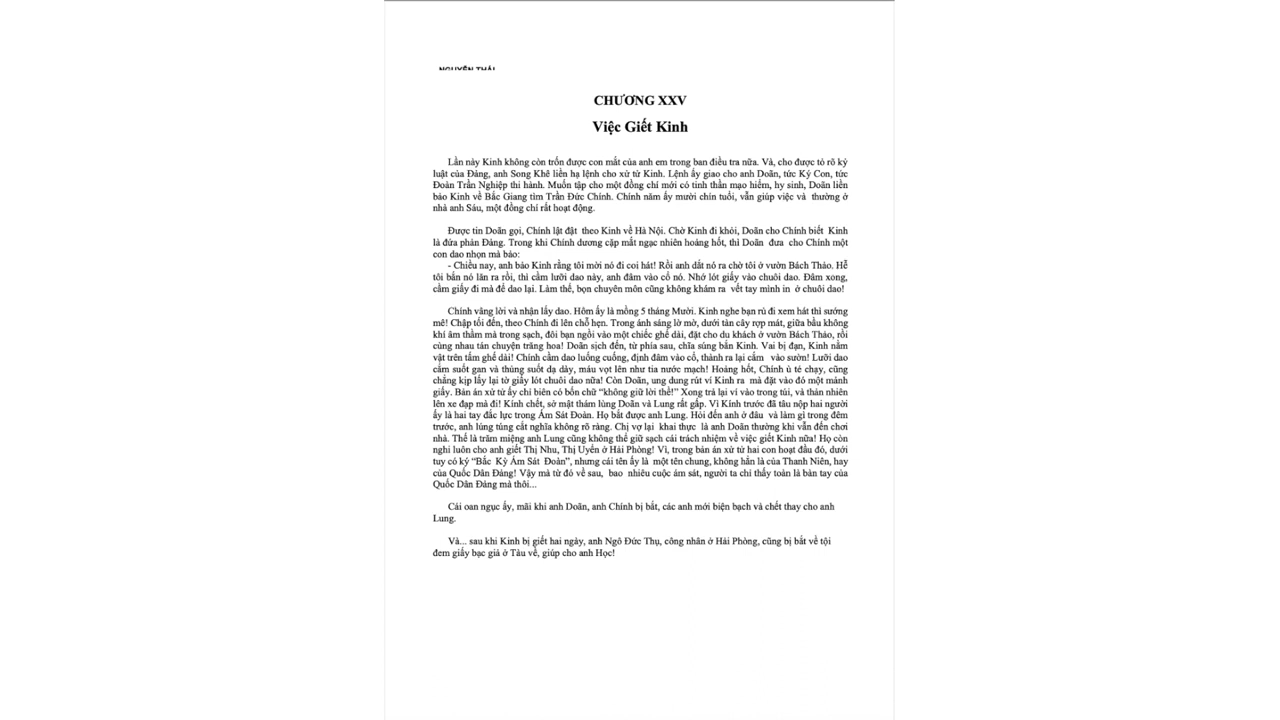 NGUYỄN THÁI
CHƯƠNG XXV
Việc Giết Kinh
Lần này Kinh không còn trốn được con mắt của anh em trong ban điều tra nữa. Và, cho được tỏ rõ kỷ
luật của Đảng, anh Song Khê liền hạ lệnh cho xử tử Kinh. Lệnh ấy giao cho anh Doãn, tức Ký Con, tức
Đoàn Trần Nghiệp thi hành. Muốn tập cho một đồng chí mới có tinh thần mạo hiểm, hy sinh, Doãn liền
bảo Kinh về Bắc Giang tìm Trần Đức Chính. Chính năm ấy mười chín tuổi, vẫn giúp việc và thường ở
nhà anh Sáu, một đồng chí rất hoạt động.
Được tin Doãn gọi, Chính lật đật theo Kinh về Hà Nội. Chờ Kinh đi khỏi, Doãn cho Chính biết Kinh
là đứa phản Đảng. Trong khi Chính dương cặp mắt ngạc nhiên hoảng hốt, thì Doãn đưa cho Chính một
con dao nhọn mà bảo:
- Chiều nay, anh bảo Kinh rằng tôi mời nó đi coi hát! Rồi anh dắt nó ra chờ tôi ở vườn Bách Thảo. Hễ
tôi bắn nó lăn ra rồi, thì cầm lưỡi dao này, anh đâm vào cổ nó. Nhớ lót giấy vào chuôi dao. Đâm xong,
cầm giấy đi mà để dao lại. Làm thế, bọn chuyên môn cũng không khám ra vết tay mình in ở chuôi dao!
Chính vâng lời và nhận lấy dao. Hôm ấy là mồng 5 tháng Mười. Kinh nghe bạn rủ đi xem hát thì sướng
mê! Chập tối đến, theo Chính đi lên chỗ hẹn. Trong ánh sáng lờ mờ, dưới tàn cây rợp mát, giữa bầu không
khí âm thầm mà trong sạch, đôi bạn ngồi vào một chiếc ghế dài, đặt cho du khách ở vườn Bách Thảo, rồi
cùng nhau tán chuyện trăng hoa! Doãn sịch đến, từ phía sau, chĩa súng bắn Kinh. Vai bị đạn, Kinh nằm
vật trên tấm ghế dài! Chính cầm dao luống cuống, định đâm vào cổ, thành ra lại cắm vào sườn! Lưỡi dao
cắm suốt gan và thủng suốt dạ dày, máu vọt lên như tia nước mạch! Hoảng hốt, Chính ù té chạy, cũng
chẳng kịp lấy lại tờ giấy lót chuôi dao nữa! Còn Doãn, ung dung rút ví Kinh ra mà đặt vào đó một mảnh
giấy. Bản án xử tử ấy chỉ biên có bốn chữ “không giữ lời thề!” Xong trả lại ví vào trong túi, và thản nhiên
lên xe đạp mà đi! Kính chết, sở mật thám lùng Doãn và Lung rất gấp. Vì Kính trước đã tâu nộp hai người
ấy là hai tay đắc lực trong Ám Sát Đoàn. Họ bắt được anh Lung. Hỏi đến anh ở đâu và làm gì trong đêm
trước, anh lúng túng cắt nghĩa không rõ ràng. Chị vợ lại khai thực là anh Doãn thường khi vẫn đến chơi
nhà. Thế là trăm miệng anh Lung cũng không thể giữ sạch cái trách nhiệm về việc giết Kinh nữa! Họ còn
nghi luôn cho anh giết Thị Nhu, Thị Uyển ở Hải Phòng! Vì, trong bản án xử tử hai con hoạt đầu đó, dưới
tuy có ký “Bắc Kỳ Ám Sát Đoàn”, nhưng cái tên ấy là một tên chung, không hẳn là của Thanh Niên, hay
của Quốc Dân Đảng! Vậy mà từ đó về sau, bao nhiêu cuộc ám sát, người ta chỉ thấy toàn là bàn tay của
Quốc Dân Đảng mà thôi...
Cái oan ngục ấy, mãi khi anh Doãn, anh Chính bị bắt, các anh mới biện bạch và chết thay cho anh
Lung.
Và... sau khi Kinh bị giết hai ngày, anh Ngô Đức Thụ, công nhân ở Hải Phòng, cũng bị bắt về tội
đem giấy bạc giả ở Tàu về, giúp cho anh Học!